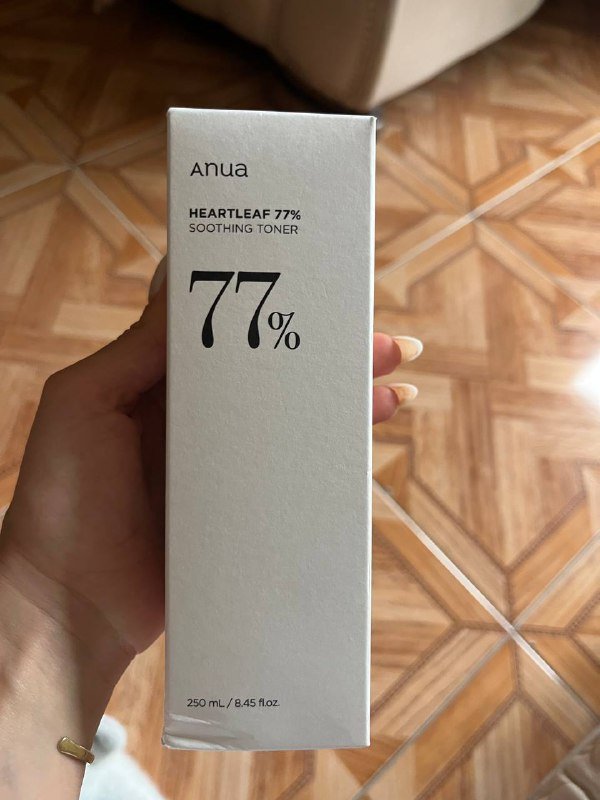 Anua
HEARTLEAF 77%
SOOTHING TONER
77%
250 mL / 8.45 fl.oz.